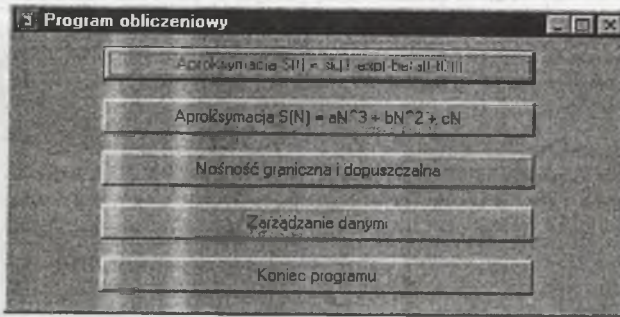 Program obliczeniowy
Aproksymacja S(t) =
Aproksymacja S(N) = aN^3 + bN^2 + cN
Nośność graniczna i dopuszczalna
Zarządzanie danymi
Koniec programu